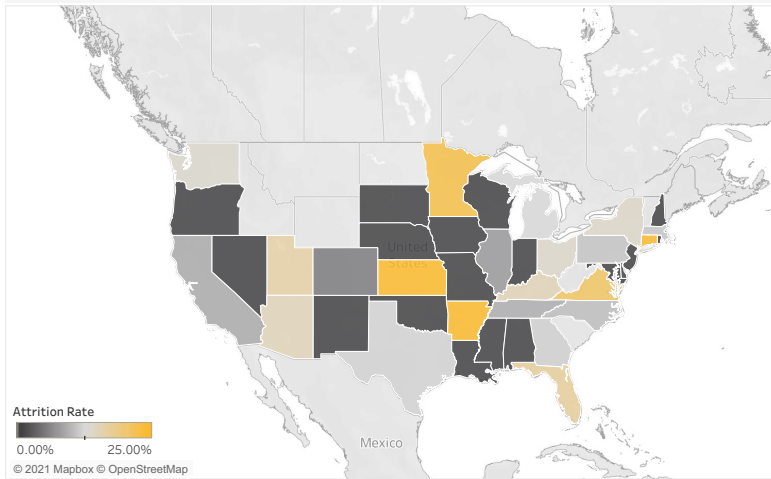 United
States
Mexico
Attrition Rate
0.00% 25.00%
© 2021 Mapbox © OpenStreetMap